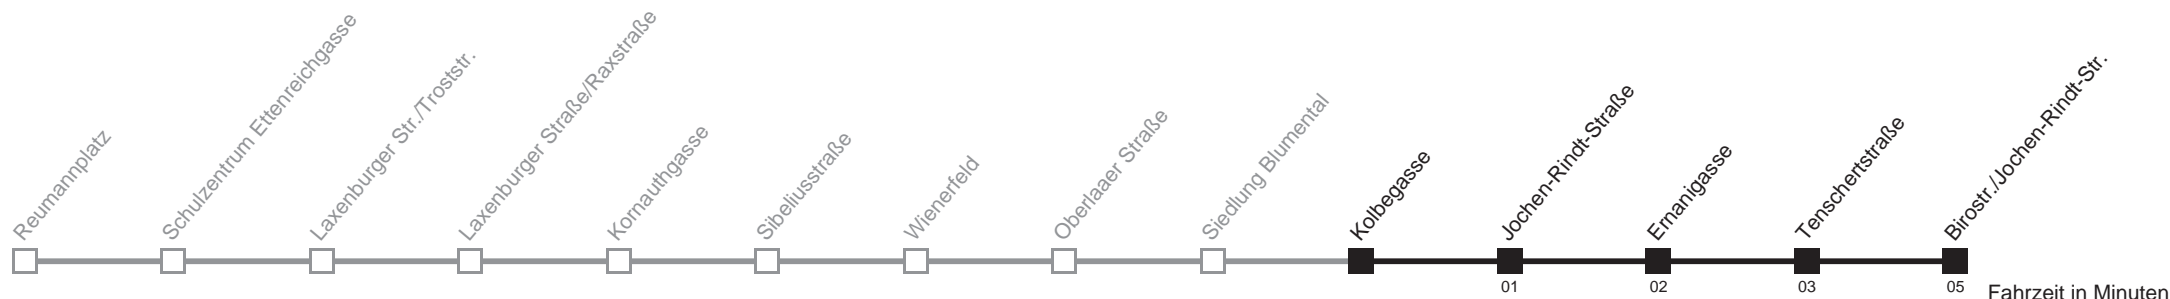 Reumannplatz
Schulzentrum Ettenreichgasse
Laxenburger Str./Troststr.
Laxenburger Straße/Raxstraße
Kornauthgasse
Sibeliusstraße
Wienerfeld
Oberlaaer Straße
Siedlung Blumental
Kolbegasse
Jochen-Rindt-Straße
Ernanigasse
Tenschertstraße
Birostr./Jochen-Rindt-Str.
01 02 03 05 Fahrzeit in Minuten